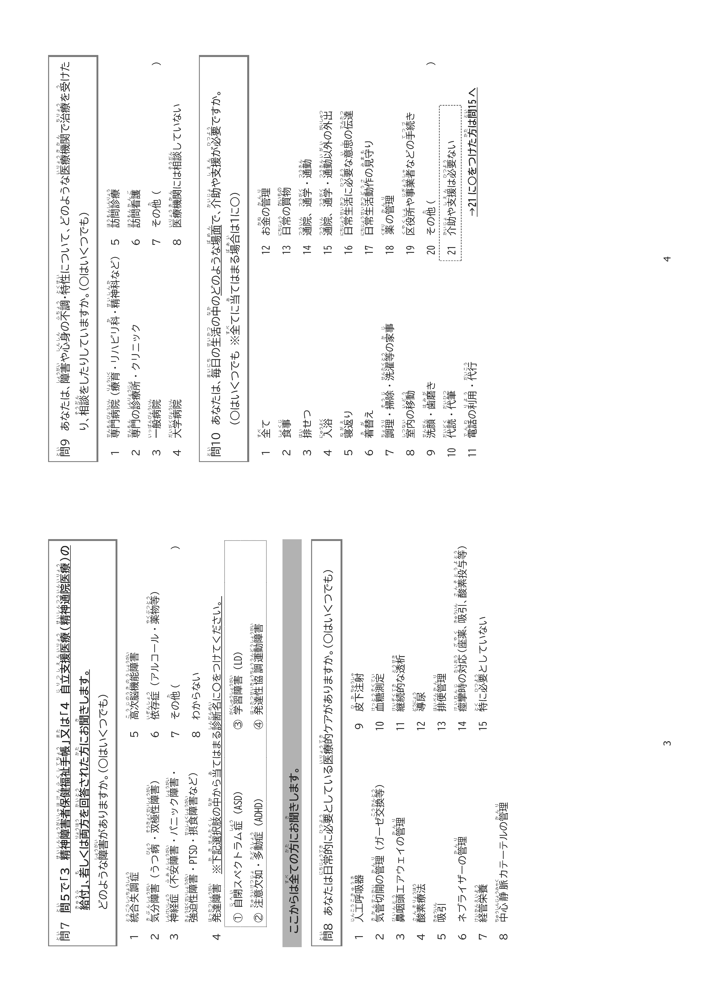 問７　問５で「３　精神障害者保健福祉手帳」又は「４　自立支援医療（精神通院医療）の
給付」、若しくは両方を回答された方にお聞きします。
どのような障害がありますか。（〇はいくつでも）
１　統合失調症
２　気分障害（うつ病・双極性障害）
３　神経症（不安障害・パニック障害・
強迫性障害・PTSD・摂食障害など）
５　高次脳機能障害
６　依存症（アルコール・薬物等）
７　その他（　　　　　）
８　わからない
４　発達障害　※下記選択肢の中から当てはまる診断名に〇をつけてください。
① 自閉スペクトラム症（ASD）　③ 学習障害（LD）
② 注意欠如・多動症（ADHD）　④ 発達性協調運動障害
ここからは全ての方にお聞きします。
問８　あなたは日常的に必要としている医療的ケアがありますか。（〇はいくつでも）
１　人工呼吸器
２　気管切開の管理（ガーゼ交換等）
３　鼻咽頭エアウェイの管理
４　酸素療法
５　吸引
６　ネブライザーの管理
７　経管栄養
８　中心静脈カテーテルの管理
９　皮下注射
10　血糖測定
11　継続的な透析
12　導尿
13　排便管理
14　痙攣時の対応（座薬、吸引、酸素投与等）
15　特に必要としていない
3
問９　あなたは、障害や心身の不調・特性について、どのような医療機関で治療を受けた
り、相談をしたりしていますか。（〇はいくつでも）
１　専門病院（療育・リハビリ科・精神科など）
２　専門の診療所・クリニック
３　一般病院
４　大学病院
５　訪問診療
６　訪問看護
７　その他（　　　　　）
８　医療機関には相談していない
問10　あなたは、毎日の生活の中のどのような場面で、介助や支援が必要ですか。
（〇はいくつでも ※全てに当てはまる場合は1に〇）
１　全て
２　食事
３　排せつ
４　入浴
５　寝返り
６　着替え
７　調理・掃除・洗濯等の家事
８　室内の移動
９　洗顔・歯磨き
10　代読・代筆
11　電話の利用・代行
12　お金の管理
13　日常の買物
14　通院、通学・通勤
15　通院、通学・通勤以外の外出
16　日常生活に必要な意思の伝達
17　日常生活動作の見守り
18　薬の管理
19　区役所や事業者などの手続き
20　その他（　　　　　）
21　介助や支援は必要ない
→21に〇をつけた方は問15へ
4